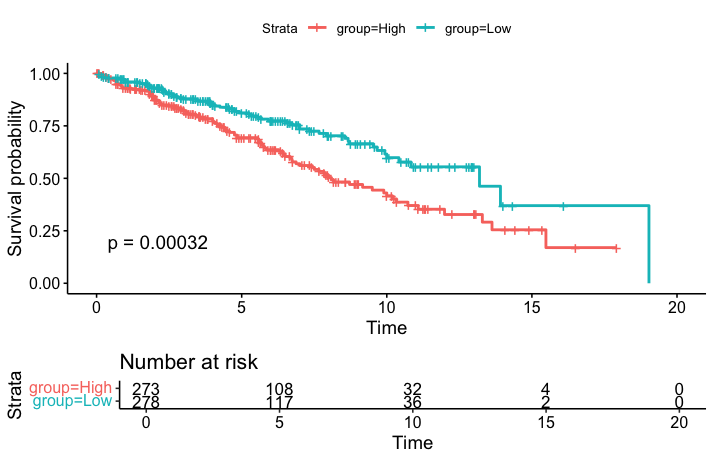 Strata group=High group=Low
Survival probability
1.00
0.75
0.50
0.25
0.00
p = 0.00032
0 5 10 15 20
Time
Number at risk
Strata
group=High 273 108 32 4 0
group=Low 278 117 36 2 0
0 5 10 15 20
Time